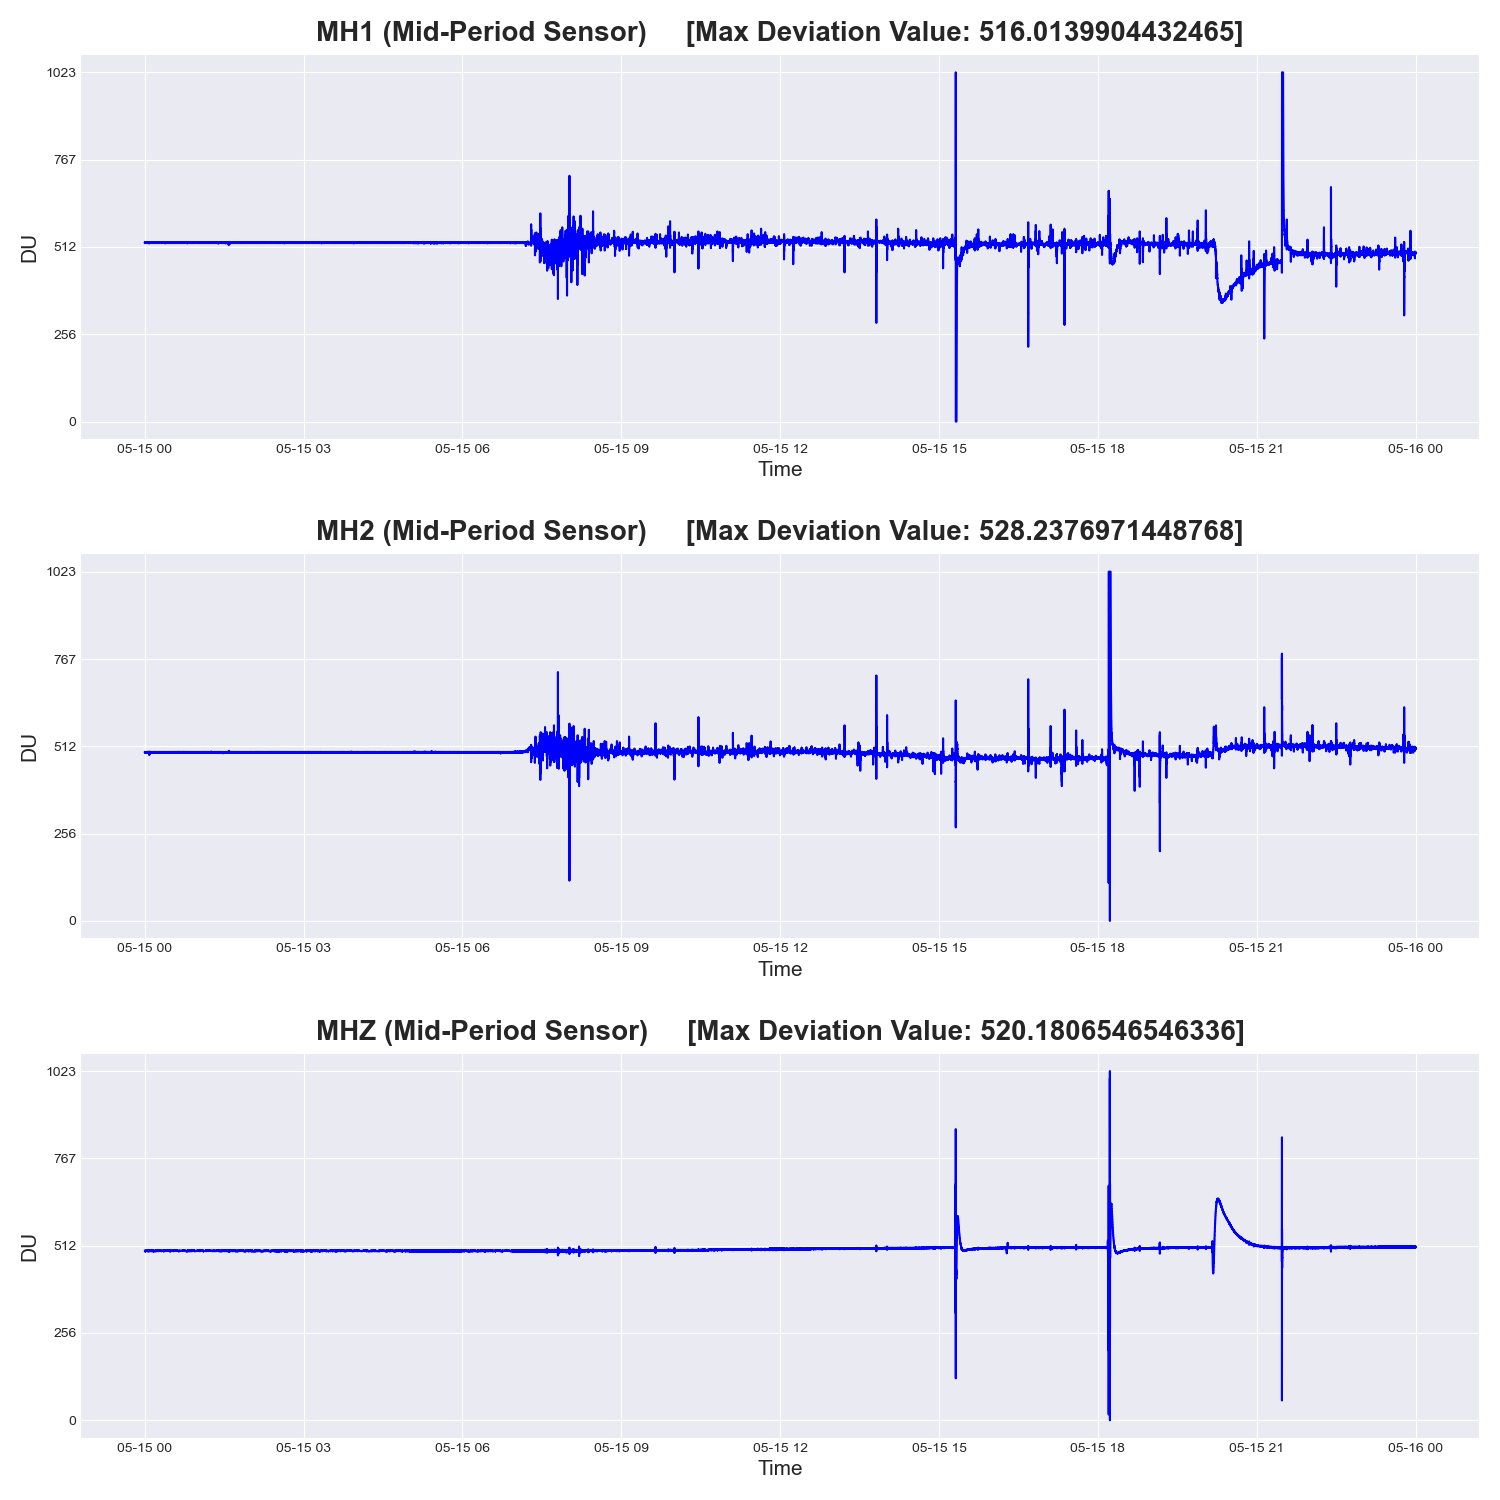 MH1 (Mid-Period Sensor) [Max Deviation Value: 516.0139904432465]
1023
767
512
256
0
DU
05-15 00 05-15 03 05-15 06 05-15 09 05-15 12 05-15 15 05-15 18 05-15 21 05-16 00
Time
MH2 (Mid-Period Sensor) [Max Deviation Value: 528.2376971448768]
1023
767
512
256
0
DU
05-15 00 05-15 03 05-15 06 05-15 09 05-15 12 05-15 15 05-15 18 05-15 21 05-16 00
Time
MHZ (Mid-Period Sensor) [Max Deviation Value: 520.1806546546336]
1023
767
512
256
0
DU
05-15 00 05-15 03 05-15 06 05-15 09 05-15 12 05-15 15 05-15 18 05-15 21 05-16 00
Time